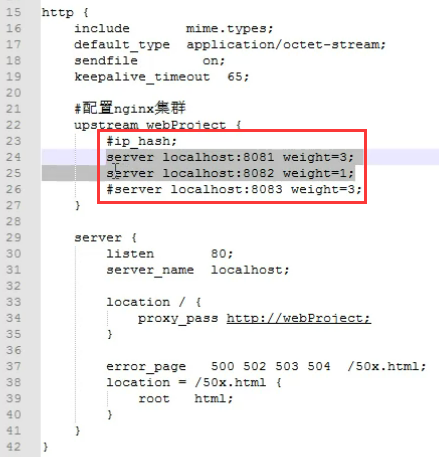 15 http {
16     include       mime.types;
17     default_type  application/octet-stream;
18     sendfile        on;
19     keepalive_timeout  65;
20
21     #配置nginx集群
22     upstream webProject {
23         #ip_hash;
24         server localhost:8081 weight=3;
25         server localhost:8082 weight=1;
26         #server localhost:8083 weight=3;
27     }
28
29     server {
30         listen       80;
31         server_name  localhost;
32
33         location / {
34             proxy_pass http://webProject;
35         }
36
37         error_page   500 502 503 504  /50x.html;
38         location = /50x.html {
39             root   html;
40         }
41     }
42 }